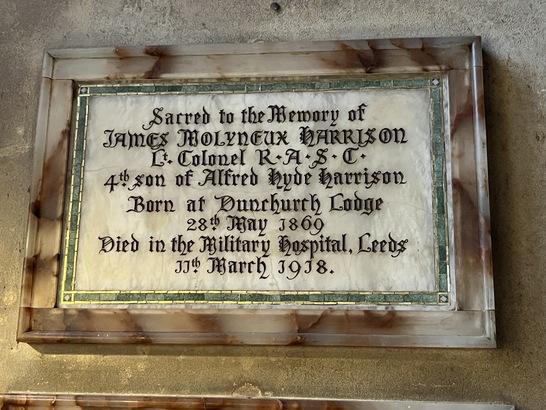 Sacred to the Memory of
JAMES MOLYNEUX HARRISON
Lt. Colonel R·A·S·C·
4th son of Alfred Hyde Harrison
Born at Dunchurch Lodge
28th May 1869
Died in the Military Hospital, Leeds
11th March 1918.